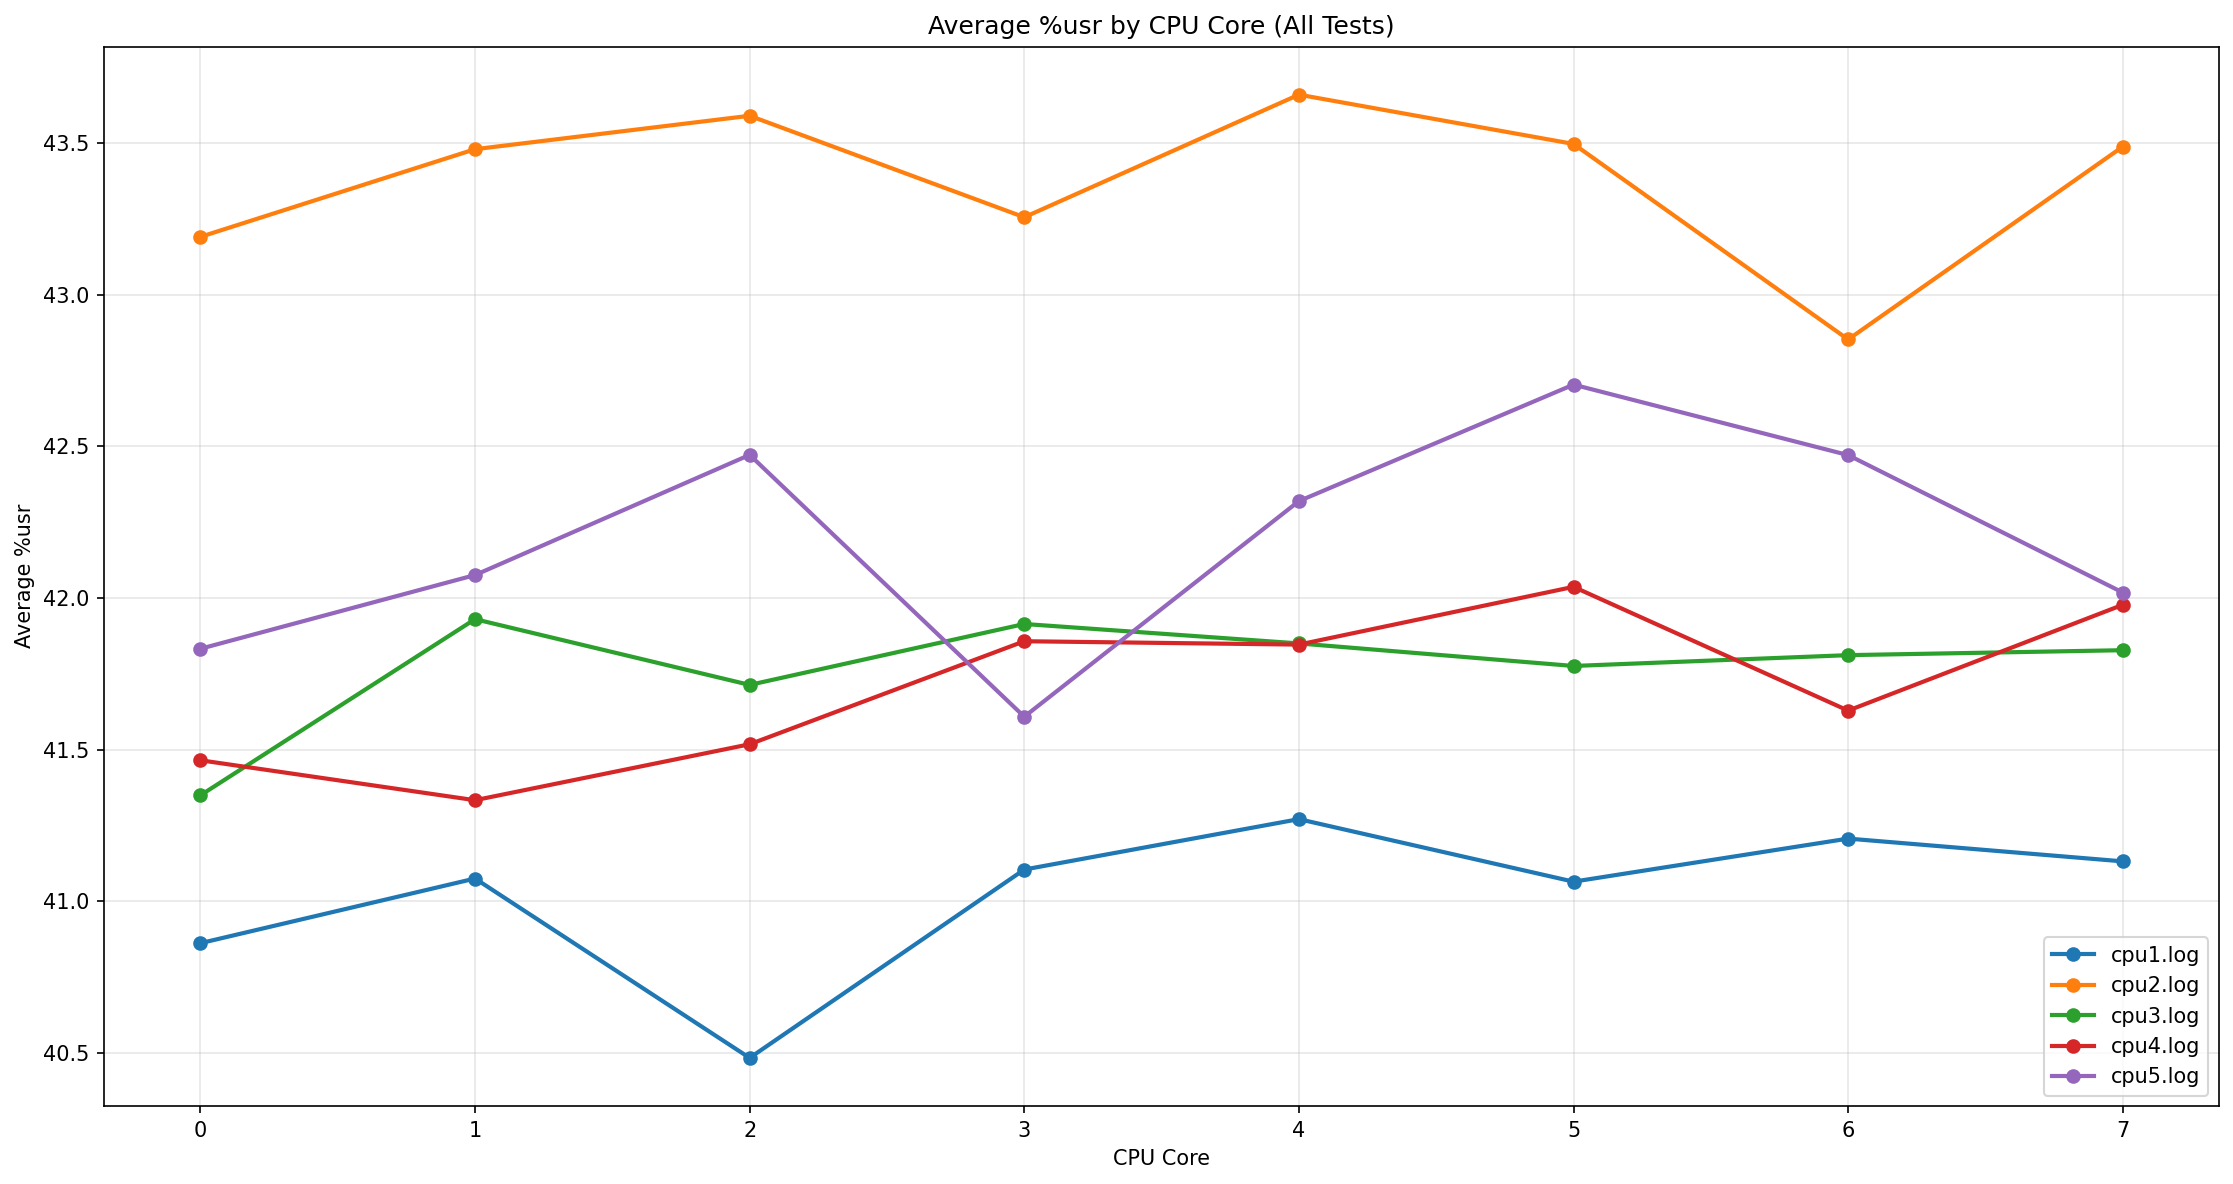 Average %usr by CPU Core (All Tests)
Average %usr
43.5
43.0
42.5
42.0
41.5
41.0
40.5
0 1 2 3 4 5 6 7
CPU Core
cpu1.log
cpu2.log
cpu3.log
cpu4.log
cpu5.log